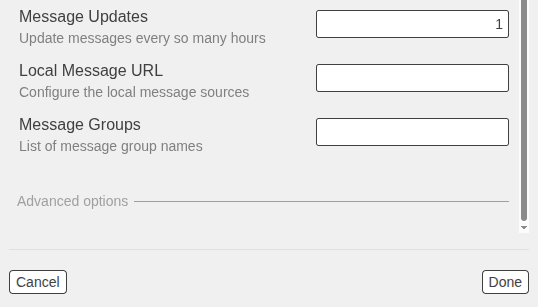 Message Updates
1
Update messages every so many hours
Local Message URL
Configure the local message sources
Message Groups
List of message group names
Advanced options
Cancel Done